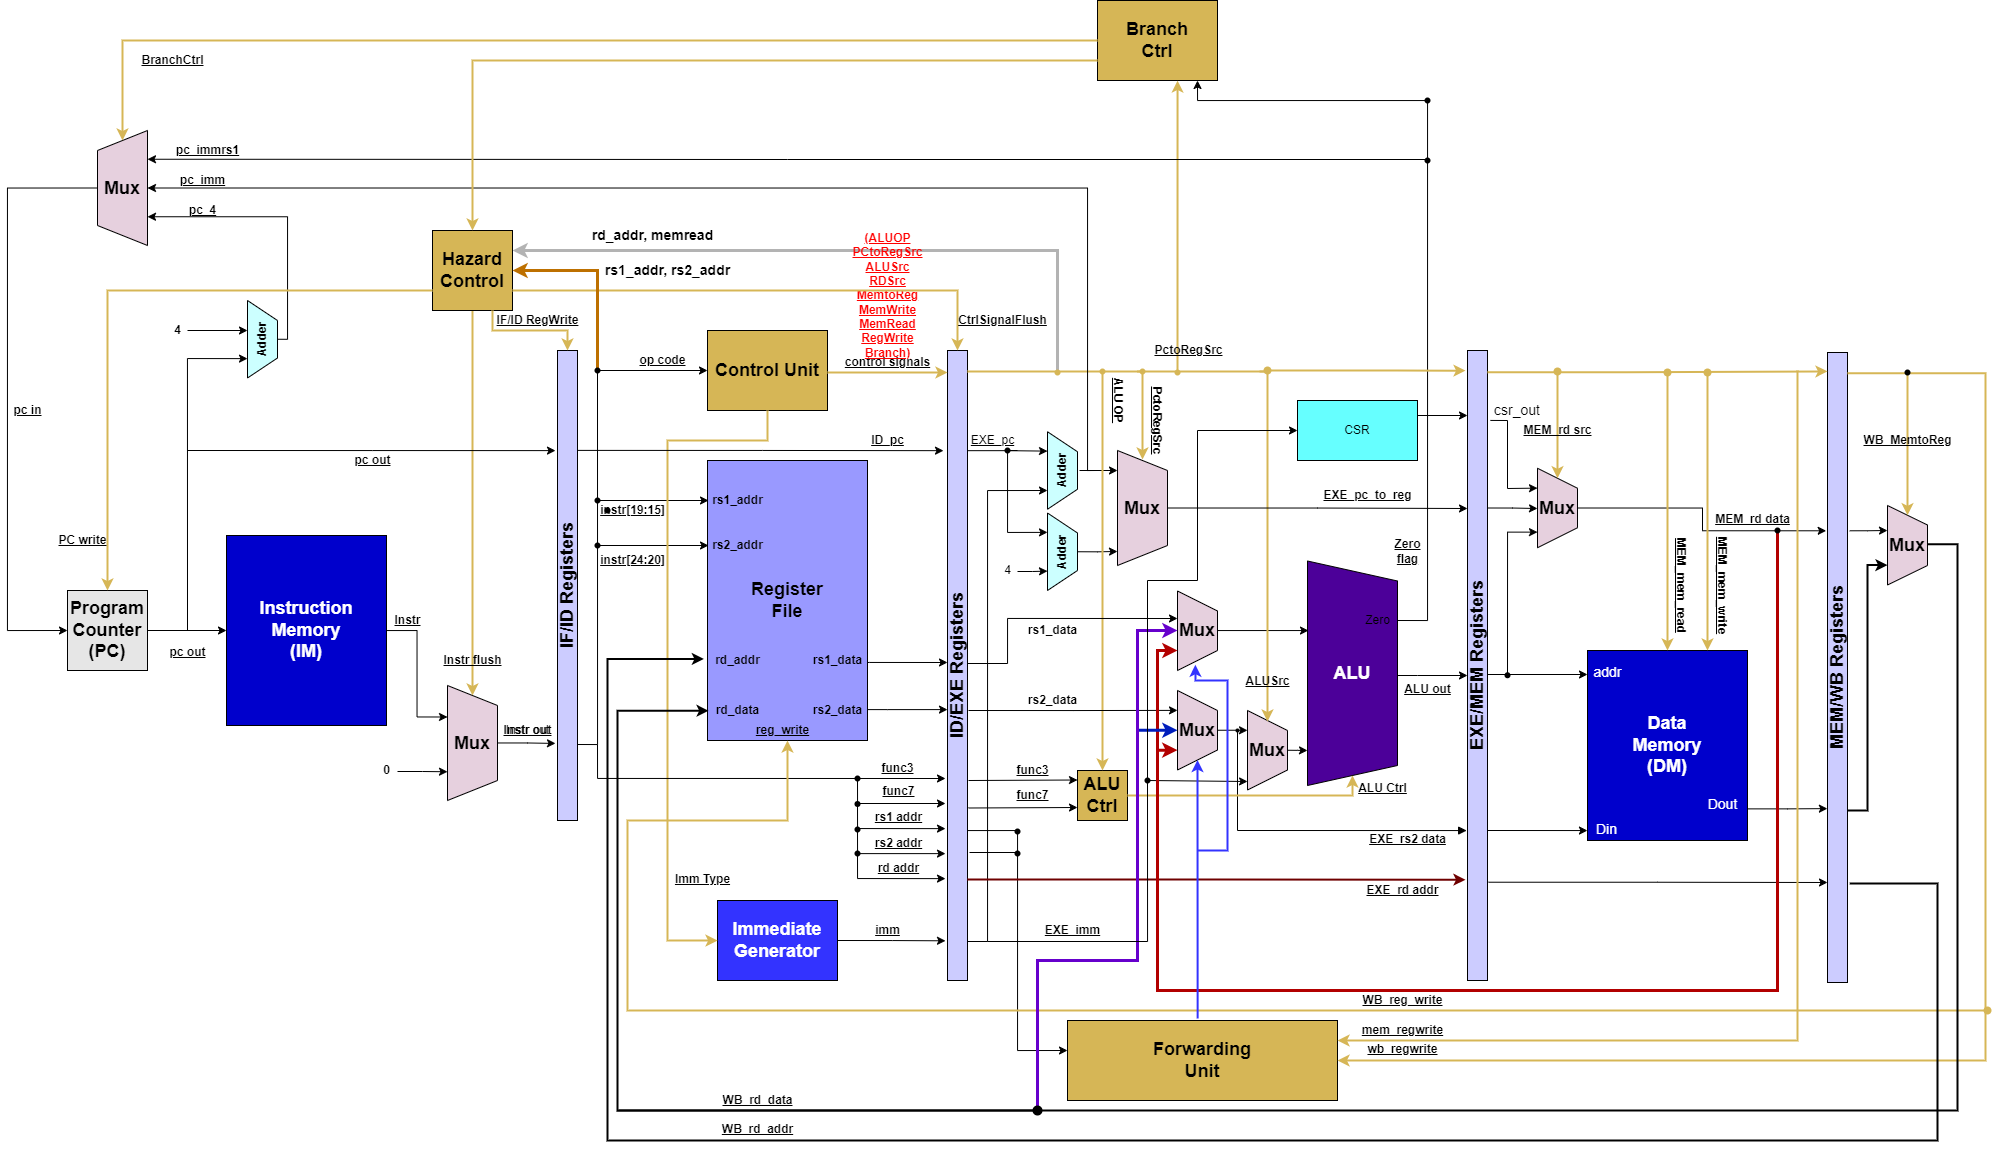 Branch
Ctrl
BranchCtrl
pc_immrs1
pc_imm
pc_4
Mux
Hazard
Control
rd_addr, memread
rs1_addr, rs2_addr
(ALUOP
PCtoRegSrc
ALUSrc
RDSrc
MemtoReg
MemWrite
MemRead
RegWrite
Branch)
control signals
IF/ID RegWrite
CtrlSignalFlush
4
Adder
op code
Control Unit
PctoRegSrc
ALU OP
PctoRegSrc
pc in
pc out
ID_pc
EXE_pc
Adder
Adder
4
Mux
CSR
csr_out
MEM_rd src
WB_MemtoReg
EXE_pc_to_reg
Mux
MEM_rd data
Mux
PC write
Program
Counter
(PC)
pc out
Instruction
Memory
(IM)
Instr
Instr flush
Mux
0
Instr out
IF/ID Registers
rs1_addr
instr[19:15]
rs2_addr
instr[24:20]
Register
File
rd_addr
rs1_data
rd_data
rs2_data
reg_write
ID/EXE Registers
rs1_data
rs2_data
Mux
Mux
ALUSrc
Mux
Zero
flag
Zero
ALU
ALU out
ALU Ctrl
EXE/MEM Registers
MEM_mem_read
MEM_mem_write
addr
Data
Memory
(DM)
Dout
Din
MEM/WB Registers
func3
func7
rs1 addr
rs2 addr
rd addr
func3
func7
ALU
Ctrl
EXE_rs2 data
EXE_rd addr
Imm Type
Immediate
Generator
imm
EXE_imm
WB_reg_write
mem_regwrite
wb_regwrite
Forwarding
Unit
WB_rd_data
WB_rd_addr